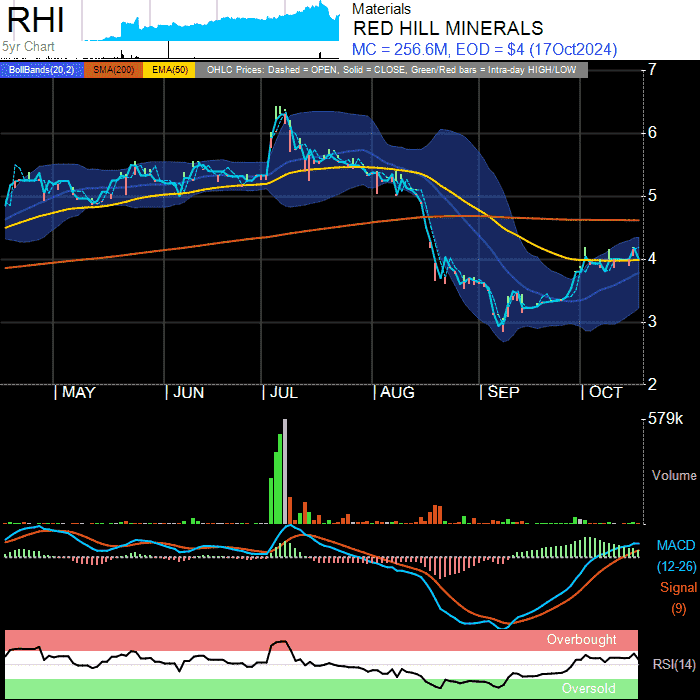 RHI
5yr Chart
Materials
RED HILL MINERALS
MC = 256.6M, EOD = $4 (17Oct2024)
BollBands(20,2) SMA(200) EMA(50) OHLC Prices: Dashed = OPEN, Solid = CLOSE, Green/Red bars = Intra-day HIGH/LOW
7
6
5
4
3
2
MAY JUN JUL AUG SEP OCT
579k
Volume
MACD
(12-26)
Signal
(9)
Overbought
RSI(14)
Oversold